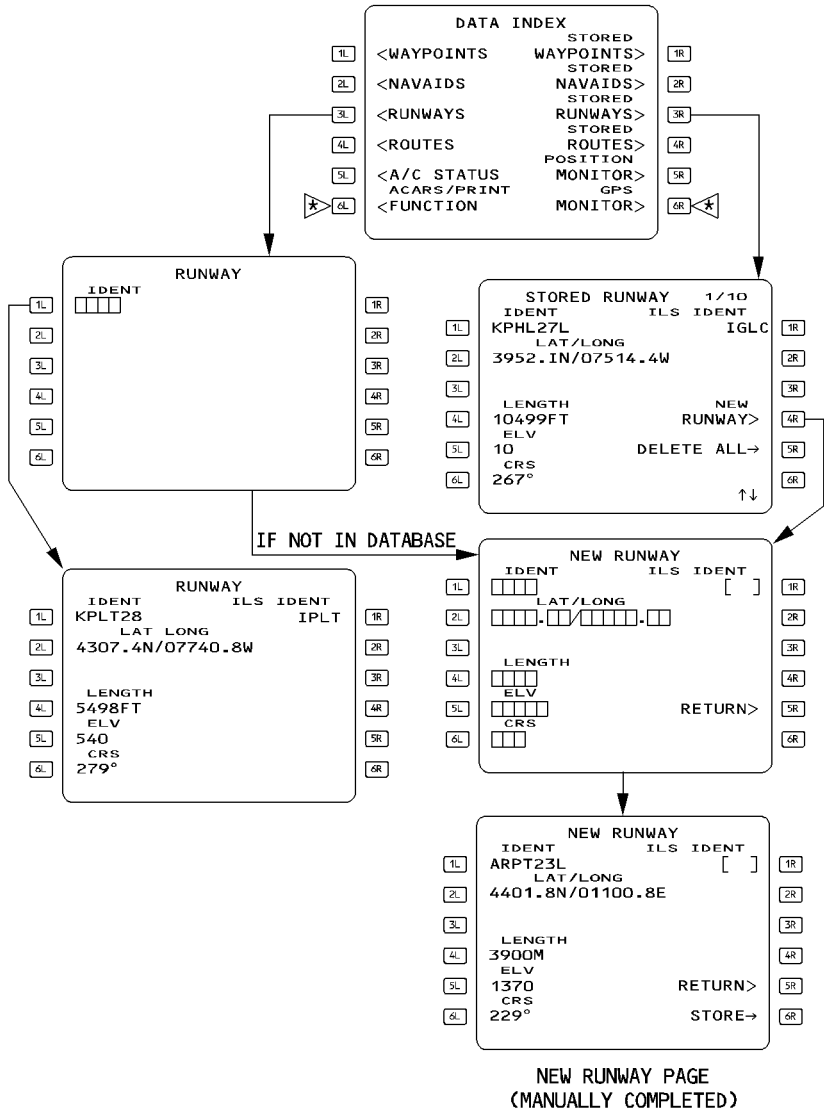 DATA INDEX
STORED
1L <WAYPOINTS WAYPOINTS> 1R
STORED
2L <NAVAIDS NAVAIDS> 2R
STORED
3L <RUNWAYS RUNWAYS> 3R
STORED
4L <ROUTES ROUTES> 4R
POSITION
5L <A/C STATUS MONITOR> 5R
ACARS/PRINT GPS
* 6L <FUNCTION MONITOR> 6R *
RUNWAY
IDENT
1L 1R
2L 2R
3L 3R
4L 4R
5L 5R
6L 6R
STORED RUNWAY 1/10
IDENT ILS IDENT
1L KPHL27L IGLC 1R
LAT/LONG
2L 3952.IN/07514.4W 2R
3L 3R
LENGTH NEW
4L 10499FT RUNWAY> 4R
ELV
5L 10 DELETE ALL→ 5R
CRS
6L 267° 6R
↑↓
IF NOT IN DATABASE
RUNWAY
IDENT ILS IDENT
1L KPLT28 IPLT 1R
LAT LONG
2L 4307.4N/07740.8W 2R
3L 3R
LENGTH
4L 5498FT 4R
ELV
5L 540 5R
CRS
6L 279° 6R
NEW RUNWAY
IDENT ILS IDENT
1L [ ] 1R
LAT/LONG
2L . / . 2R
3L 3R
LENGTH
4L 4R
ELV
5L RETURN> 5R
CRS
6L 6R
NEW RUNWAY
IDENT ILS IDENT
1L ARPT23L [ ] 1R
LAT/LONG
2L 4401.8N/01100.8E 2R
3L 3R
LENGTH
4L 3900M 4R
ELV
5L 1370 RETURN> 5R
CRS
6L 229° STORE→ 6R
NEW RUNWAY PAGE
(MANUALLY COMPLETED)